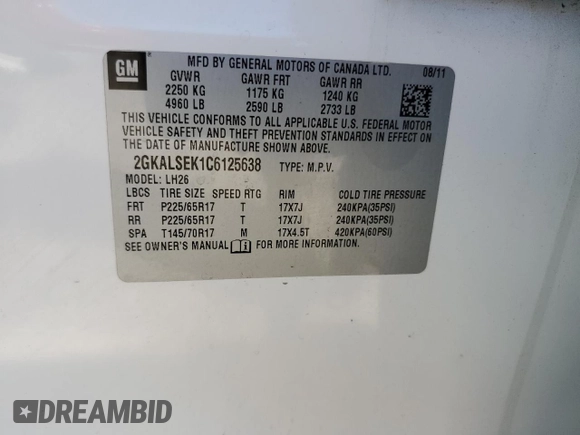 GM
MFD BY GENERAL MOTORS OF CANADA LTD. 08/11
GVWR GAWR FRT GAWR RR
2250 KG 1175 KG 1240 KG
4960 LB 2590 LB 2733 LB
THIS VEHICLE CONFORMS TO ALL APPLICABLE U.S. FEDERAL MOTOR
VEHICLE SAFETY AND THEFT PREVENTION STANDARDS IN EFFECT ON
THE DATE OF MANUFACTURE SHOWN ABOVE.
2GKALSEK1C6125638 TYPE: M.P.V.
MODEL: LH26
LBCS TIRE SIZE SPEED RTG RIM COLD TIRE PRESSURE
FRT P225/65R17 T 17X7J 240KPA(35PSI)
RR P225/65R17 T 17X7J 240KPA(35PSI)
SPA T145/70R17 M 17X4.5T 420KPA(60PSI)
SEE OWNER'S MANUAL FOR MORE INFORMATION
DREAMBID